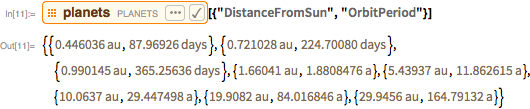 In[11]:= planets PLANETS ... ✓ [{"DistanceFromSun", "OrbitPeriod"}]
Out[11]= {{0.446036 au, 87.96926 days}, {0.721028 au, 224.70080 days},
{0.990145 au, 365.25636 days}, {1.66041 au, 1.8808476 a}, {5.43937 au, 11.862615 a},
{10.0637 au, 29.447498 a}, {19.9082 au, 84.016846 a}, {29.9456 au, 164.79132 a}}